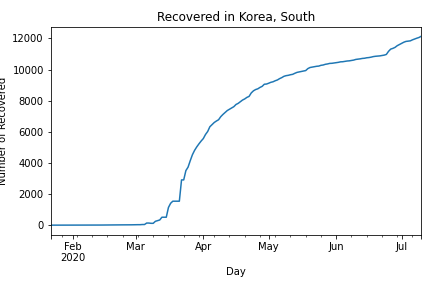 Recovered in Korea, South
Number of Recovered
12000
10000
8000
6000
4000
2000
0
Feb Mar Apr May Jun Jul
2020
Day